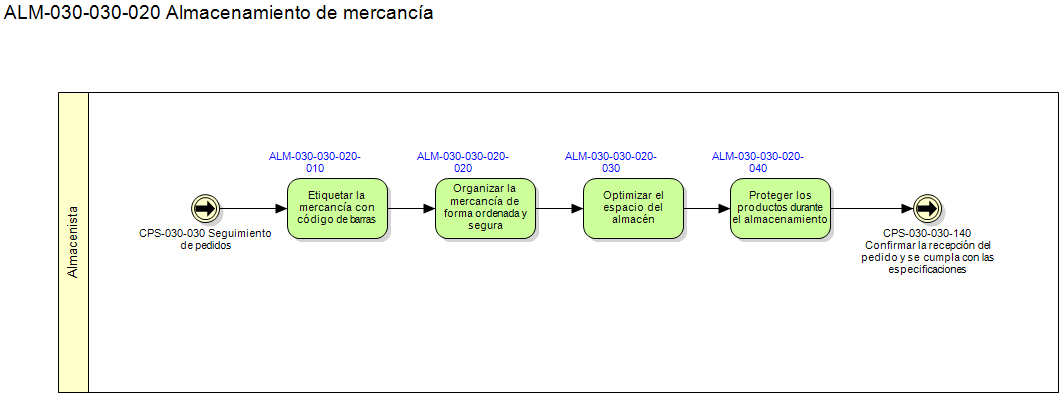 ALM-030-030-020 Almacenamiento de mercancía
Almacenista
CPS-030-030 Seguimiento
de pedidos
ALM-030-030-020-
010
Etiquetar la
mercancía con
código de barras
ALM-030-030-020-
020
Organizar la
mercancía de
forma ordenada y
segura
ALM-030-030-020-
030
Optimizar el
espacio del
almacén
ALM-030-030-020-
040
Proteger los
productos durante
el almacenamiento
CPS-030-030-140
Confirmar la recepción del
pedido y se cumpla con las
especificaciones